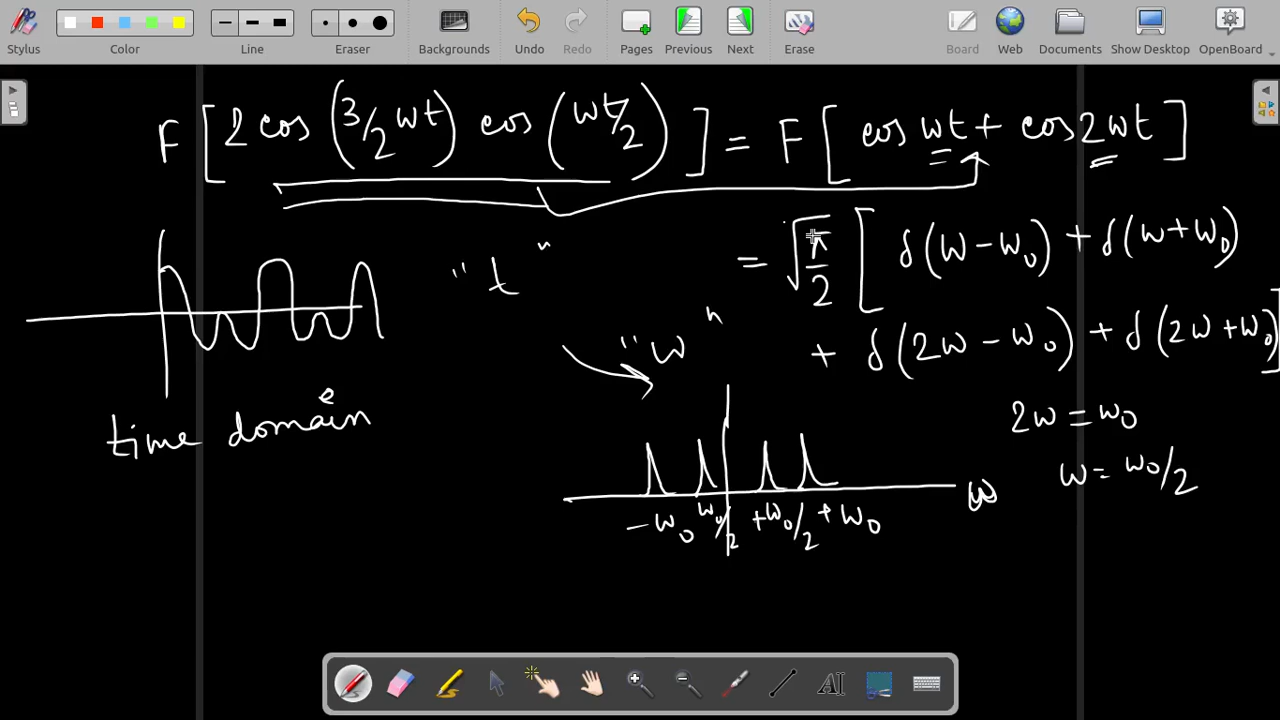 Stylus Color Line Eraser Backgrounds Undo Redo Pages Previous Next Erase Board Web Documents Show Desktop OpenBoard
F [ 2 cos (3/2 wt) cos (wt/2) ] = F [ cos wt + cos 2wt ]
= √π/2 [ δ(w - w0) + δ(w + w0)
"t"
+ δ(2w - w0) + δ(2w + w0) ]
"w"
time domain
2w = w0
w = w0/2
w
-w0 w0/2 +w0/2 +w0